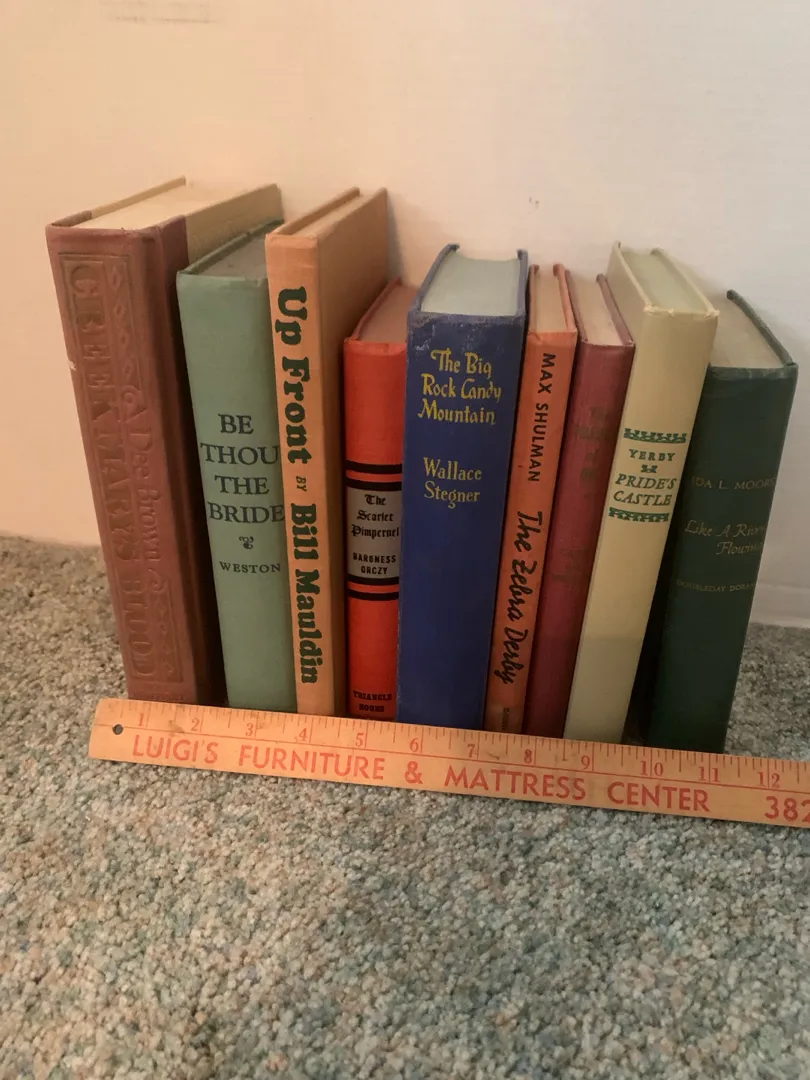 CREEK MARY'S BLOOD
Dee Brown
BE
THOU
THE
BRIDE
WESTON
Up Front BY Bill Mauldin
The
Scarlet
Pimpernel
BARONESS
ORCZY
TRIANGLE
BOOKS
The Big
Rock Candy
Mountain
Wallace
Stegner
MAX SHULMAN The Zebra Derby
YERBY
PRIDE'S
CASTLE
IDA L. MOORE
Like A River
Flowing
DOUBLEDAY DORAN
1 2 3 4 5 6 7 8 9 10 11 12
LUIGI'S FURNITURE & MATTRESS CENTER 382